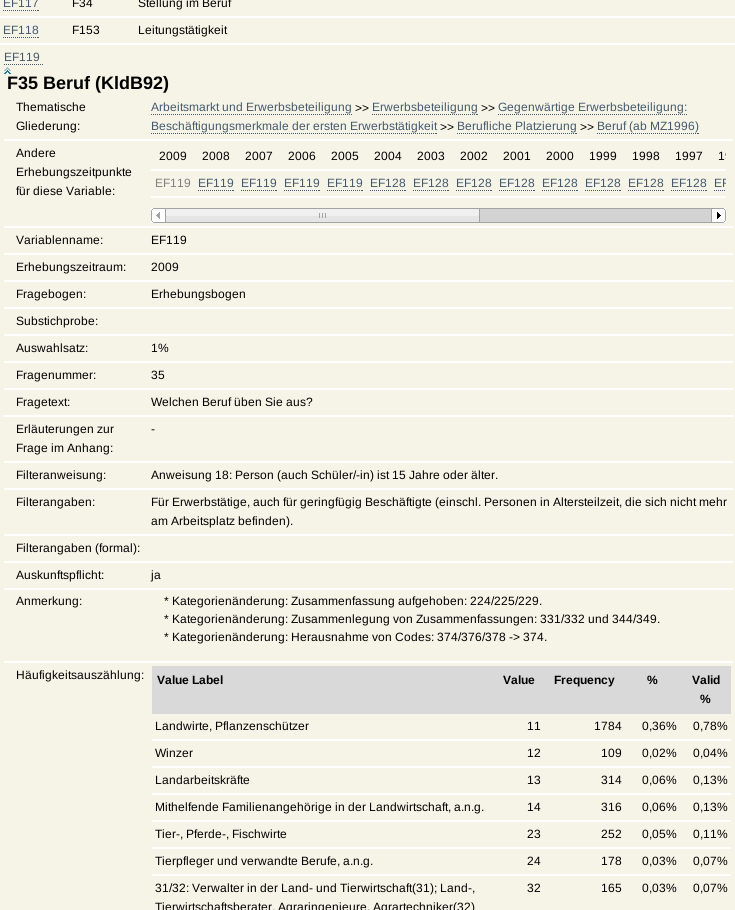 EF117 F34 Stellung im Beruf
EF118 F153 Leitungstätigkeit
EF119
F35 Beruf (KldB92)
Thematische Gliederung: Arbeitsmarkt und Erwerbsbeteiligung >> Erwerbsbeteiligung >> Gegenwärtige Erwerbsbeteiligung:
Beschäftigungsmerkmale der ersten Erwerbstätigkeit >> Berufliche Platzierung >> Beruf (ab MZ1996)
Andere Erhebungszeitpunkte für diese Variable:
2009 2008 2007 2006 2005 2004 2003 2002 2001 2000 1999 1998 1997
EF119 EF119 EF119 EF119 EF119 EF128 EF128 EF128 EF128 EF128 EF128 EF128 EF128
Variablenname: EF119
Erhebungszeitraum: 2009
Fragebogen: Erhebungsbogen
Substichprobe:
Auswahlsatz: 1%
Fragenummer: 35
Fragetext: Welchen Beruf üben Sie aus?
Erläuterungen zur Frage im Anhang: -
Filteranweisung: Anweisung 18: Person (auch Schüler/-in) ist 15 Jahre oder älter.
Filterangaben: Für Erwerbstätige, auch für geringfügig Beschäftigte (einschl. Personen in Altersteilzeit, die sich nicht mehr
am Arbeitsplatz befinden).
Filterangaben (formal):
Auskunftspflicht: ja
Anmerkung: * Kategorienänderung: Zusammenfassung aufgehoben: 224/225/229.
* Kategorienänderung: Zusammenlegung von Zusammenfassungen: 331/332 und 344/349.
* Kategorienänderung: Herausnahme von Codes: 374/376/378 -> 374.
Häufigkeitsauszählung:
Value Label Value Frequency % Valid %
Landwirte, Pflanzenschützer 11 1784 0,36% 0,78%
Winzer 12 109 0,02% 0,04%
Landarbeitskräfte 13 314 0,06% 0,13%
Mithelfende Familienangehörige in der Landwirtschaft, a.n.g. 14 316 0,06% 0,13%
Tier-, Pferde-, Fischwirte 23 252 0,05% 0,11%
Tierpfleger und verwandte Berufe, a.n.g. 24 178 0,03% 0,07%
31/32: Verwalter in der Land- und Tierwirtschaft(31); Land-, 32 165 0,03% 0,07%
Tierwirtschaftsberater, Agraringenieure, Agrartechniker(32)